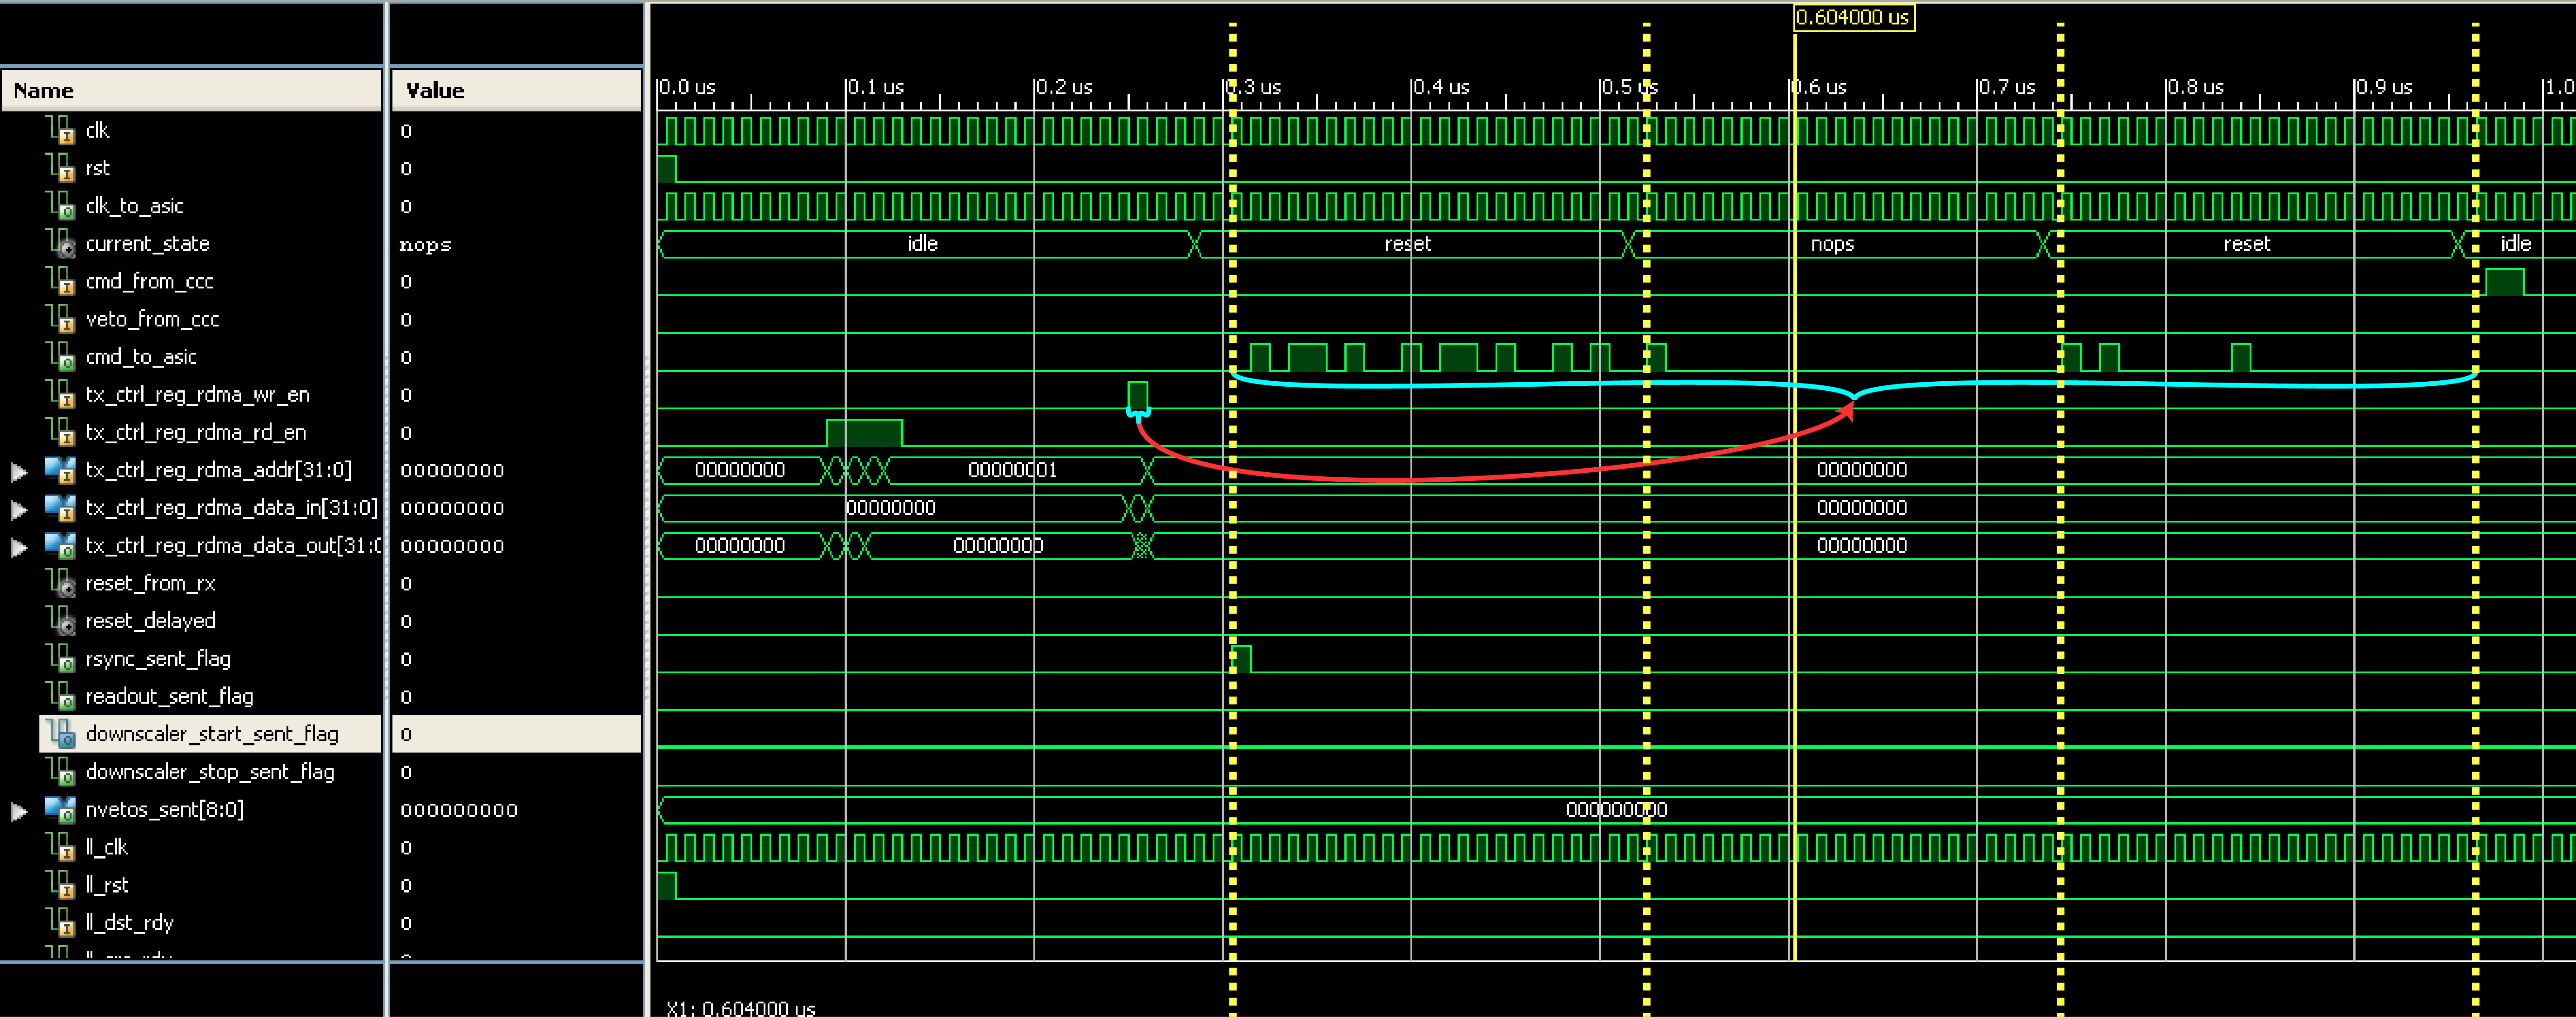 0.604000 us
Name Value 0.0 us 0.1 us 0.2 us 0.3 us 0.4 us 0.5 us 0.6 us 0.7 us 0.8 us 0.9 us 1.0
clk 0
rst 0
clk_to_asic 0
current_state nops idle reset nops reset idle
cmd_from_ccc 0
veto_from_ccc 0
cmd_to_asic 0
tx_ctrl_reg_rdma_wr_en 0
tx_ctrl_reg_rdma_rd_en 0
tx_ctrl_reg_rdma_addr[31:0] 00000000 00000000 00000001 00000000
tx_ctrl_reg_rdma_data_in[31:0] 00000000 00000000 00000000
tx_ctrl_reg_rdma_data_out[31:0 00000000 00000000 00000000 00000000
reset_from_rx 0
reset_delayed 0
rsync_sent_flag 0
readout_sent_flag 0
downscaler_start_sent_flag 0
downscaler_stop_sent_flag 0
nvetos_sent[8:0] 000000000 000000000
ll_clk 0
ll_rst 0
ll_dst_rdy 0
X1: 0.604000 us